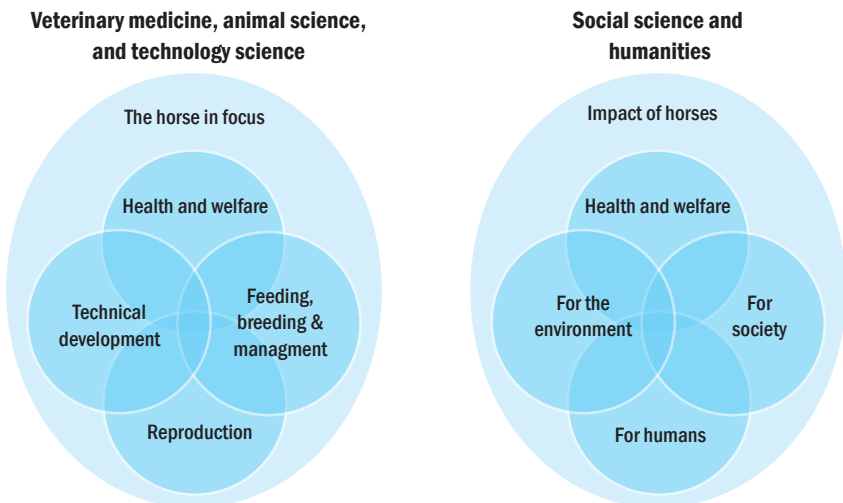 Veterinary medicine, animal science,
and technology science
The horse in focus
Health and welfare
Technical
development
Feeding,
breeding &
managment
Reproduction
Social science and
humanities
Impact of horses
Health and welfare
For the
environment
For
society
For humans